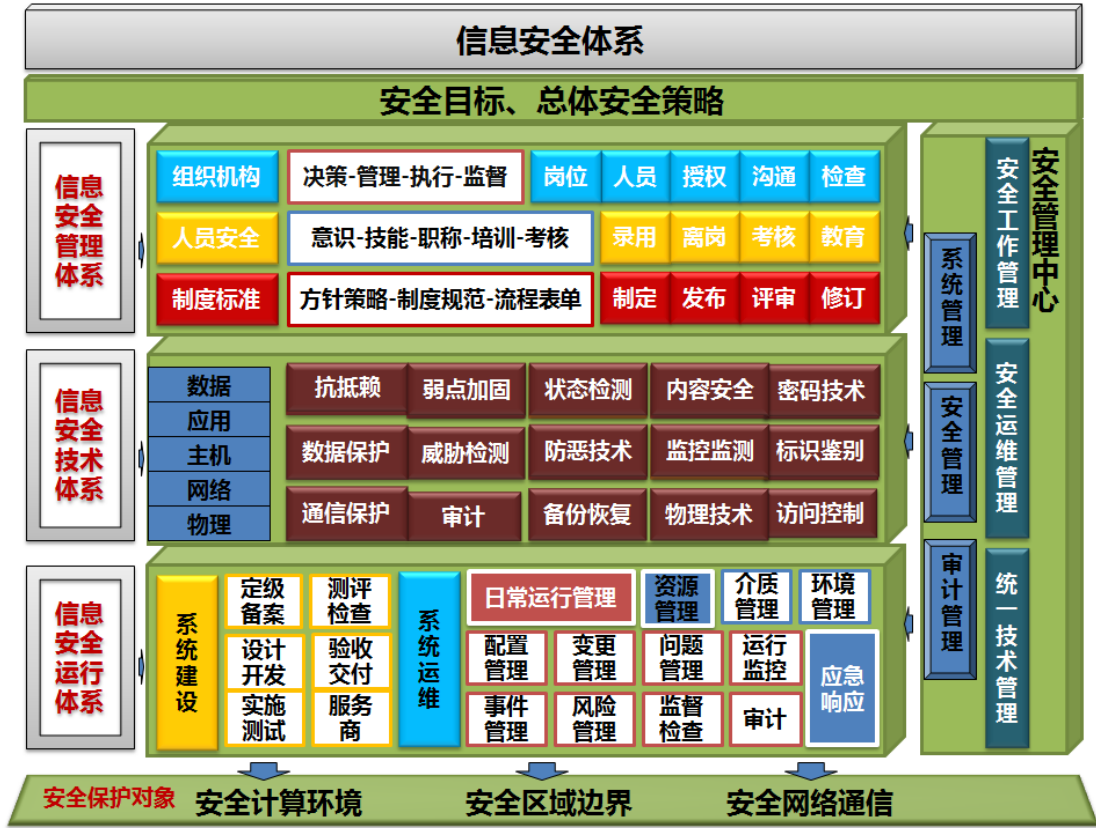 信息安全体系
安全目标、总体安全策略
信息
安全
管理
体系
组织机构 决策-管理-执行-监督 岗位 人员 授权 沟通 检查
人员安全 意识-技能-职称-培训-考核 录用 离岗 考核 教育
制度标准 方针策略-制度规范-流程表单 制定 发布 评审 修订
信息
安全
技术
体系
数据
应用
主机
网络
物理
抗抵赖 弱点加固 状态检测 内容安全 密码技术
数据保护 威胁检测 防恶技术 监控监测 标识鉴别
通信保护 审计 备份恢复 物理技术 访问控制
信息
安全
运行
体系
系统建设
定级
备案
测评
检查
设计
开发
验收
交付
实施
测试
服务
商
系统运维
日常运行管理
资源
管理
介质
管理
环境
管理
配置
管理
变更
管理
问题
管理
运行
监控
事件
管理
风险
管理
监督
检查
审计
应急
响应
系统管理
安全管理
审计管理
安全工作管理
安全运维管理
统一技术管理
安全管理中心
安全保护对象 安全计算环境 安全区域边界 安全网络通信